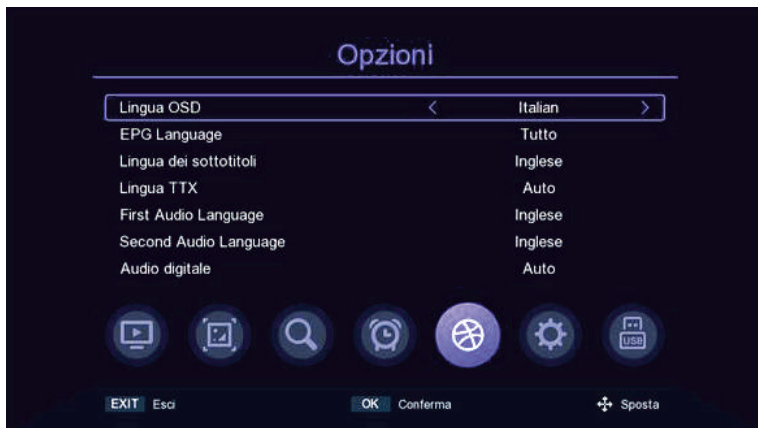 Opzioni
Lingua OSD < Italian >
EPG Language Tutto
Lingua dei sottotitoli Inglese
Lingua TTX Auto
First Audio Language Inglese
Second Audio Language Inglese
Audio digitale Auto
USB
EXIT Esci OK Conferma Sposta